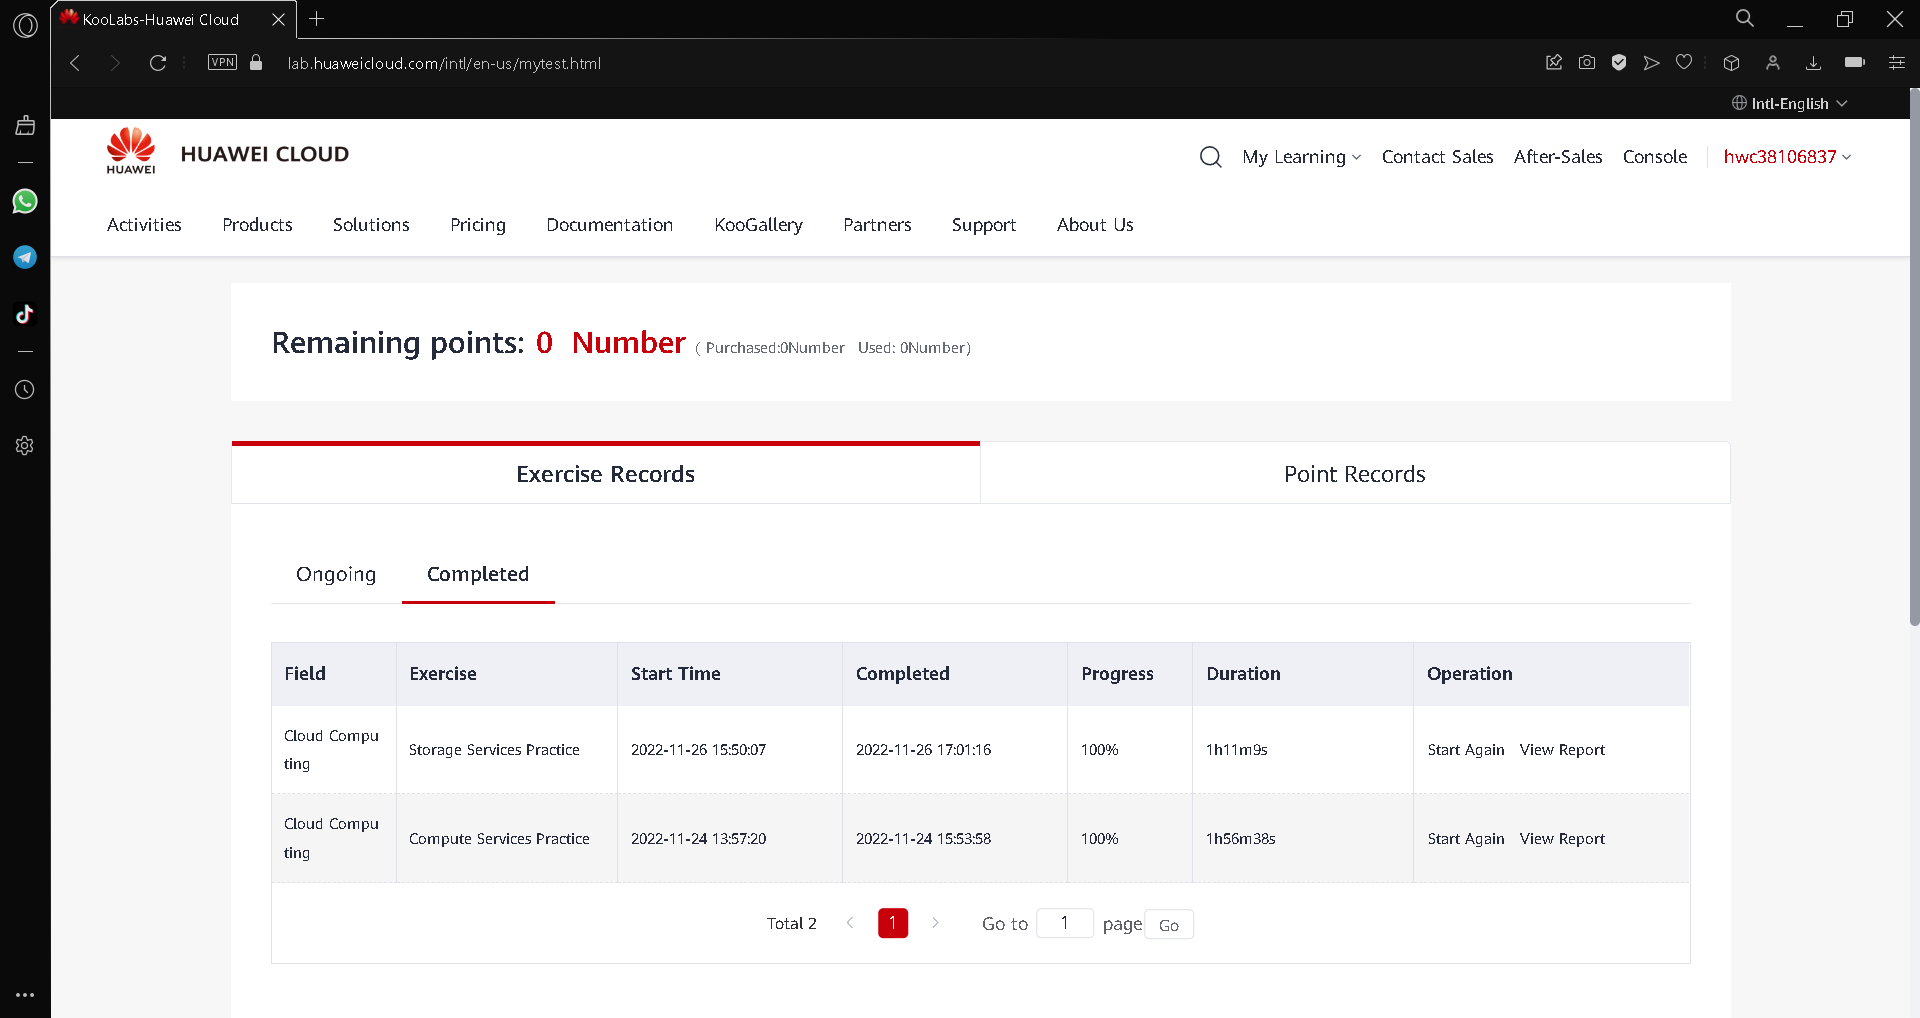 KooLabs-Huawei Cloud
VPN
lab.huaweicloud.com/intl/en-us/mytest.html
Intl-English
HUAWEI
HUAWEI CLOUD
My Learning
Contact Sales
After-Sales
Console
hwc38106837
Activities
Products
Solutions
Pricing
Documentation
KooGallery
Partners
Support
About Us
Remaining points: 0 Number ( Purchased:0Number Used: 0Number)
Exercise Records
Point Records
Ongoing
Completed
Field Exercise Start Time Completed Progress Duration Operation
Cloud Compu
ting
Storage Services Practice 2022-11-26 15:50:07 2022-11-26 17:01:16 100% 1h11m9s Start Again View Report
Cloud Compu
ting
Compute Services Practice 2022-11-24 13:57:20 2022-11-24 15:53:58 100% 1h56m38s Start Again View Report
Total 2 < 1 > Go to 1 page Go